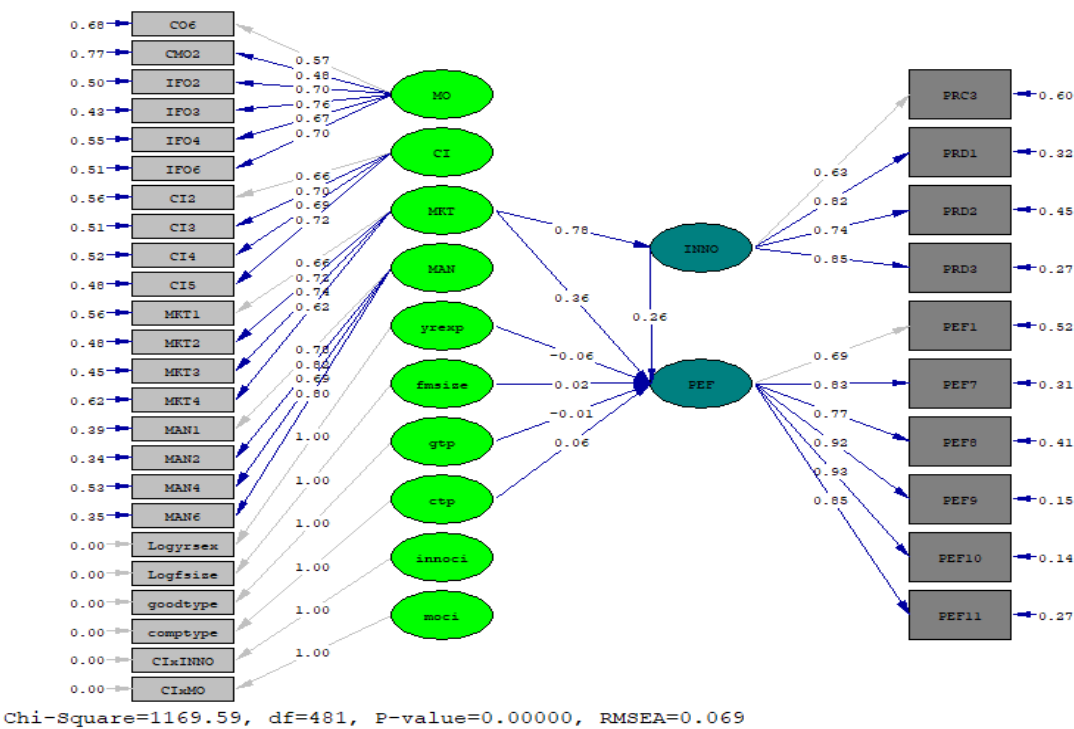 0.68 CO6
0.77 CMO2
0.50 IFO2
0.43 IFO3
0.55 IFO4
0.51 IFO6
0.56 CI2
0.51 CI3
0.52 CI4
0.48 CI5
0.56 MKT1
0.48 MKT2
0.45 MKT3
0.62 MKT4
0.39 MAN1
0.34 MAN2
0.53 MAN4
0.35 MAN6
0.00 Logyrsex
0.00 Logfsize
0.00 goodtype
0.00 comptype
0.00 CIxINNO
0.00 CIxMO
0.57
0.48
0.70
0.76
0.67
0.70
0.66
0.70
0.69
0.72
0.66
0.72
0.74
0.62
0.78
0.69
0.80
1.00
1.00
1.00
1.00
1.00
1.00
MO
CI
MKT
MAN
yrexp
fmsize
gtp
ctp
innoci
moci
0.78
0.36
0.26
-0.06
0.02
-0.01
0.06
INNO
PEF
0.63
0.82
0.74
0.85
0.69
0.83
0.77
0.92
0.93
0.85
PRC3 0.60
PRD1 0.32
PRD2 0.45
PRD3 0.27
PEF1 0.52
PEF7 0.31
PEF8 0.41
PEF9 0.15
PEF10 0.14
PEF11 0.27
Chi-Square=1169.59, df=481, P-value=0.00000, RMSEA=0.069